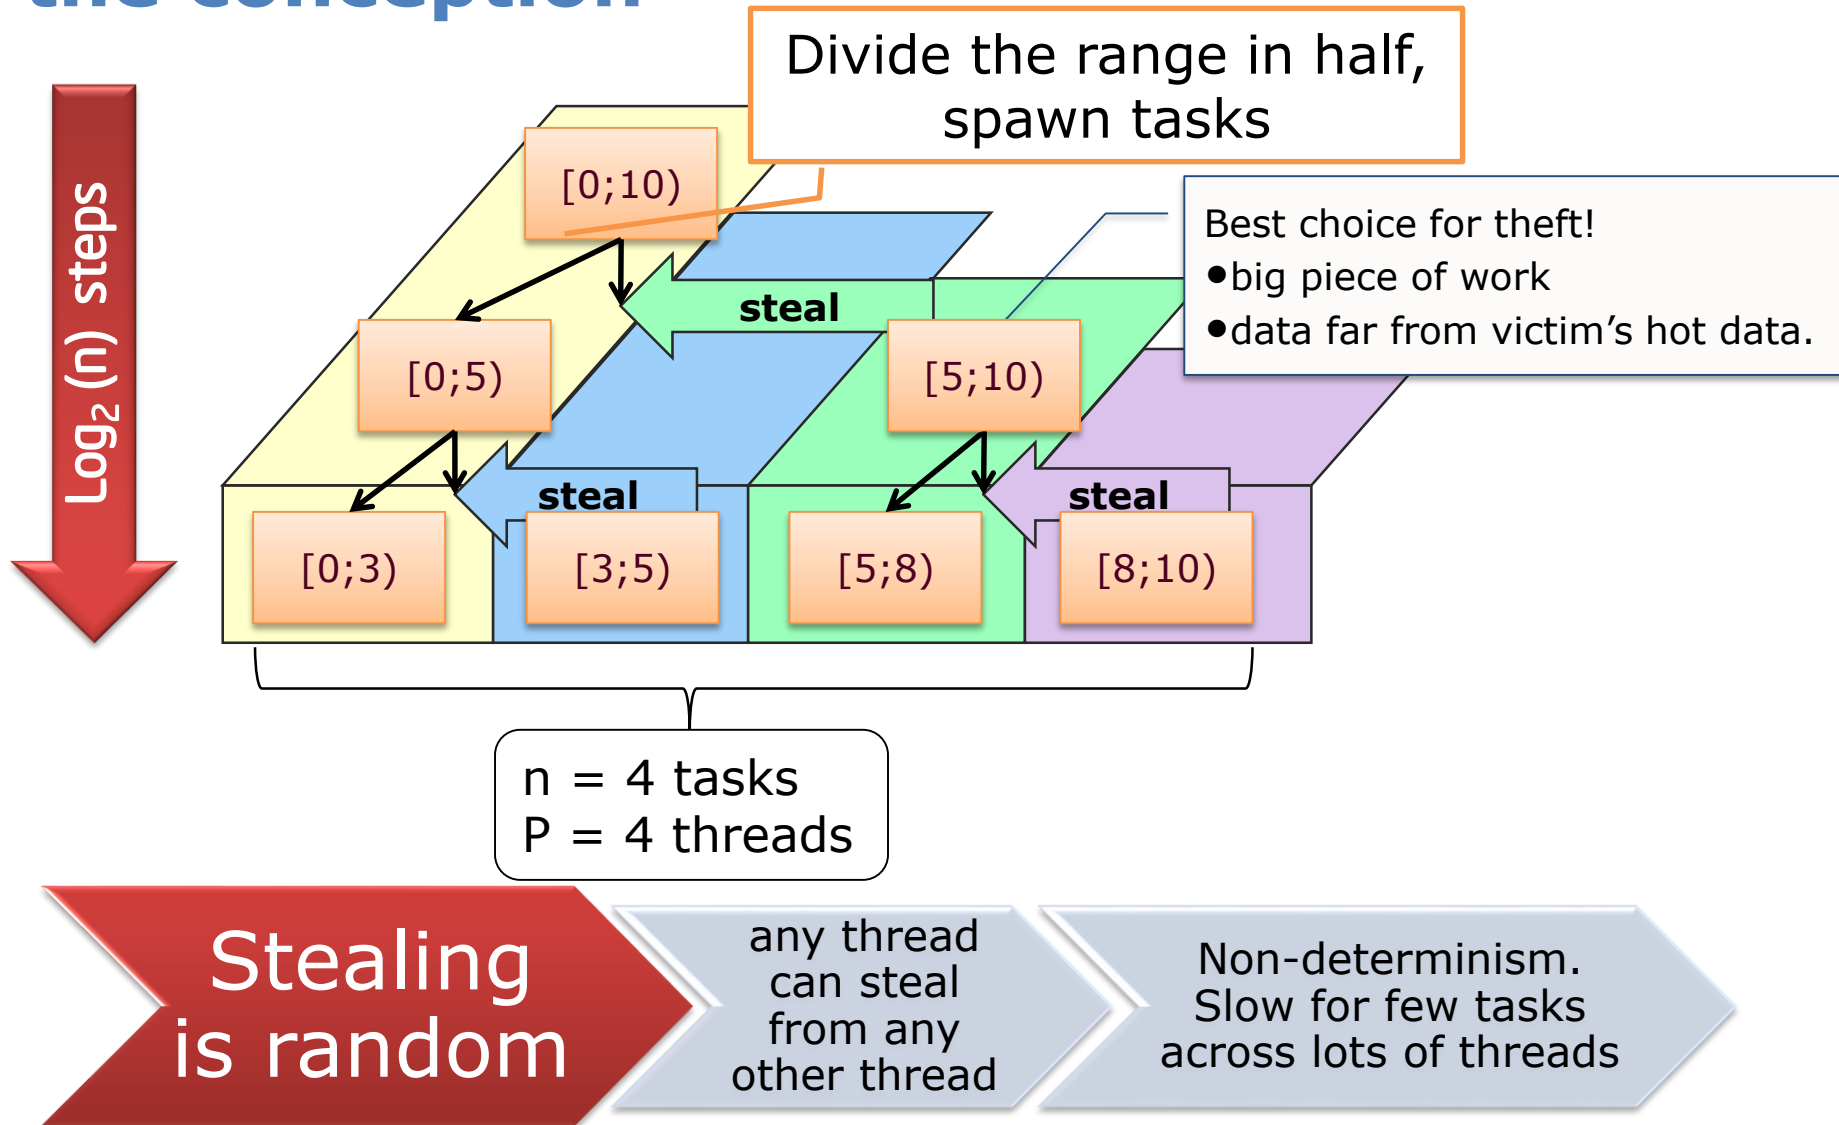 the conception
Divide the range in half,
spawn tasks
[0;10)
Best choice for theft!
•big piece of work
•data far from victim’s hot data.
Log₂ (n) steps
steal
[0;5)
[5;10)
steal
steal
[0;3)
[3;5)
[5;8)
[8;10)
n = 4 tasks
P = 4 threads
Stealing
is random
any thread
can steal
from any
other thread
Non-determinism.
Slow for few tasks
across lots of threads